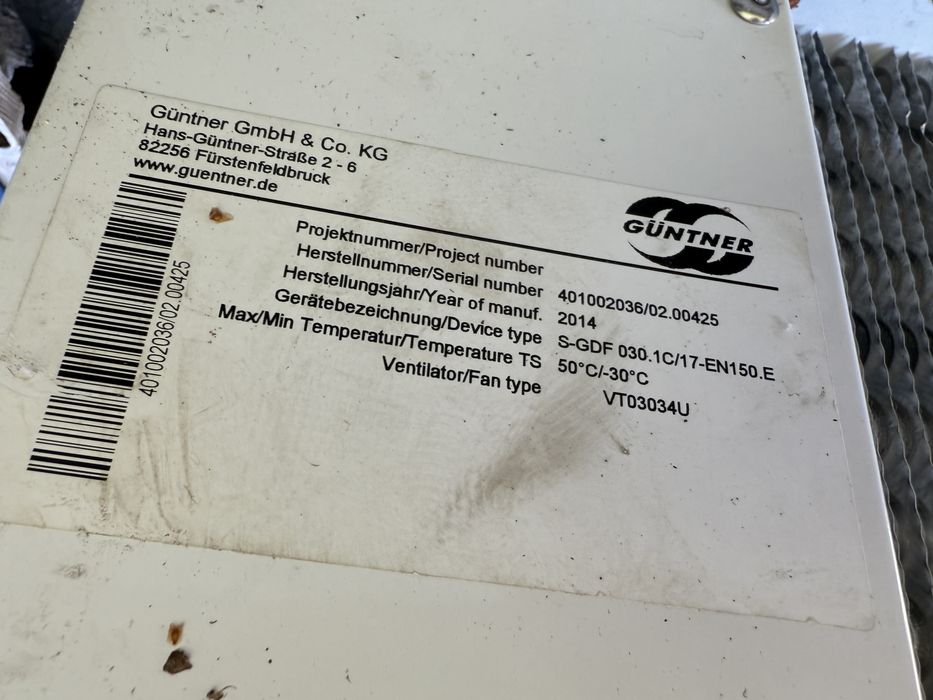 Güntner GmbH & Co. KG
Hans-Güntner-Straße 2 - 6
82256 Fürstenfeldbruck
www.guentner.de
GÜNTNER
Projektnummer/Project number
Herstellnummer/Serial number 401002036/02.00425
Herstellungsjahr/Year of manuf. 2014
Gerätebezeichnung/Device type S-GDF 030.1C/17-EN150.E
Max/Min Temperatur/Temperature TS 50°C/-30°C
Ventilator/Fan type VT03034U
401002036/02.00425